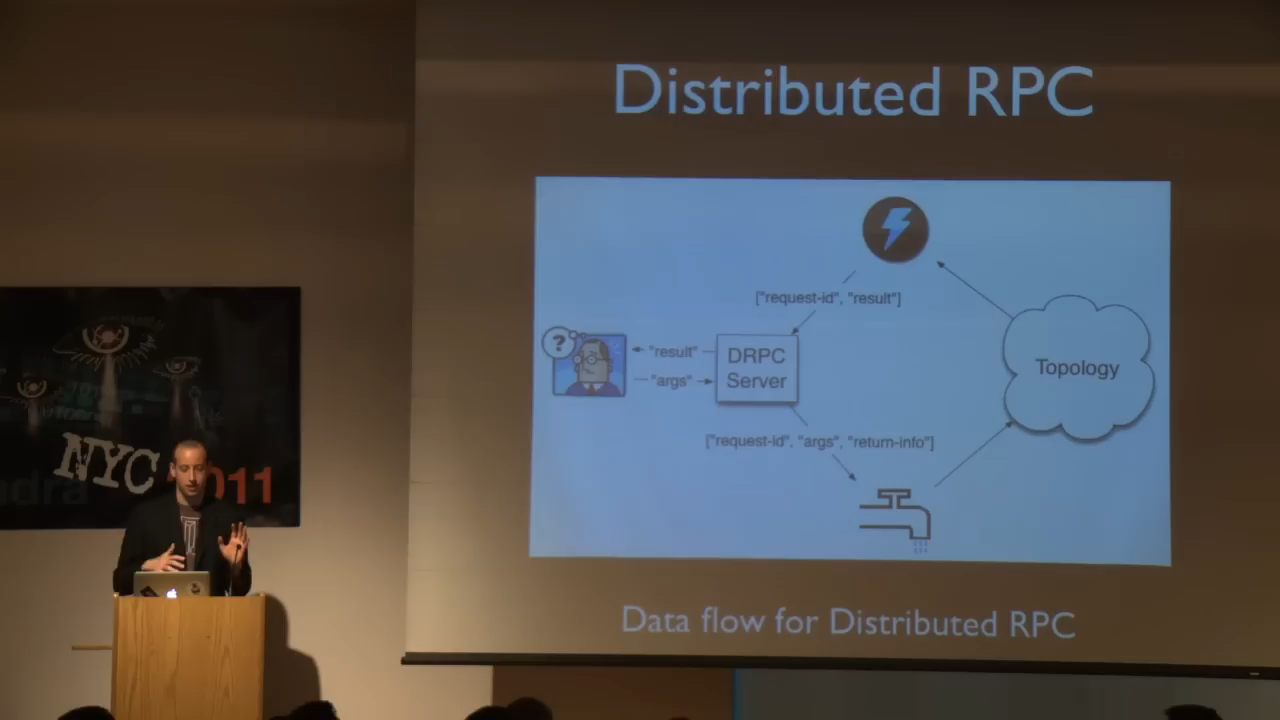 Distributed RPC
["request-id", "result"]
?
"result"
DRPC
Server
"args"
Topology
["request-id", "args", "return-info"]
NYC
011
ndra
Data flow for Distributed RPC